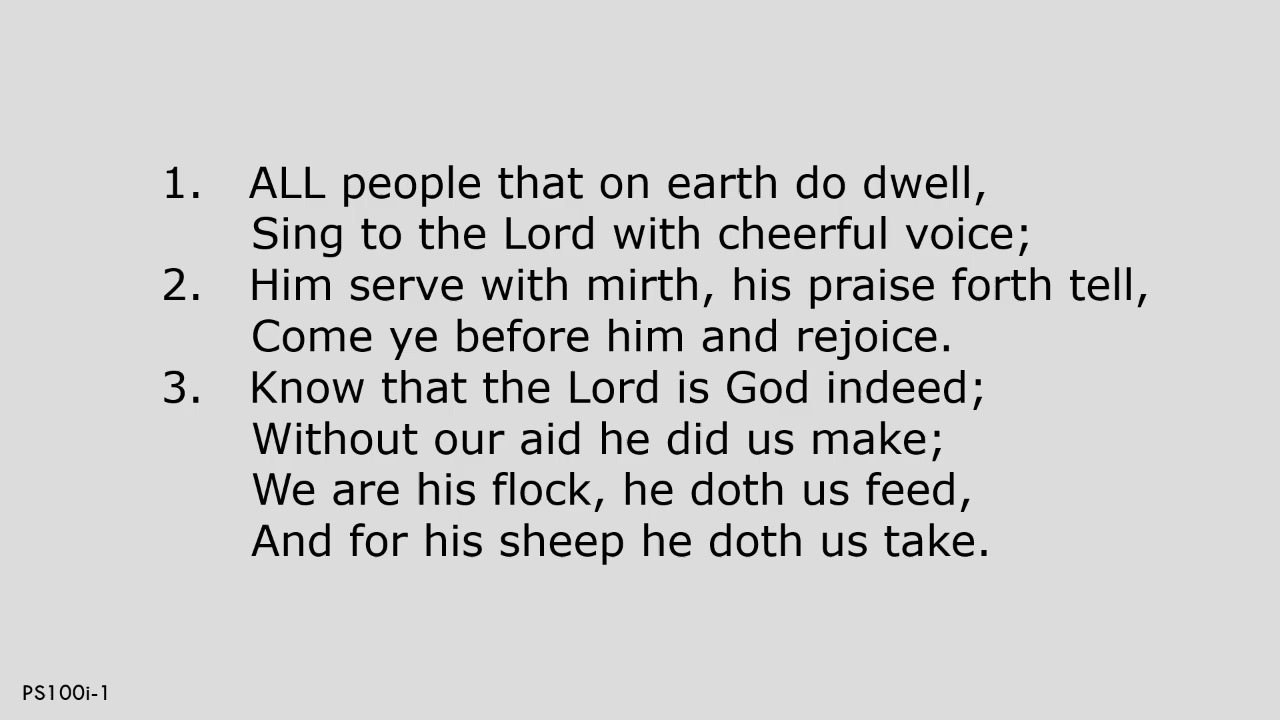 1. ALL people that on earth do dwell,
Sing to the Lord with cheerful voice;
2. Him serve with mirth, his praise forth tell,
Come ye before him and rejoice.
3. Know that the Lord is God indeed;
Without our aid he did us make;
We are his flock, he doth us feed,
And for his sheep he doth us take.
PS100i-1